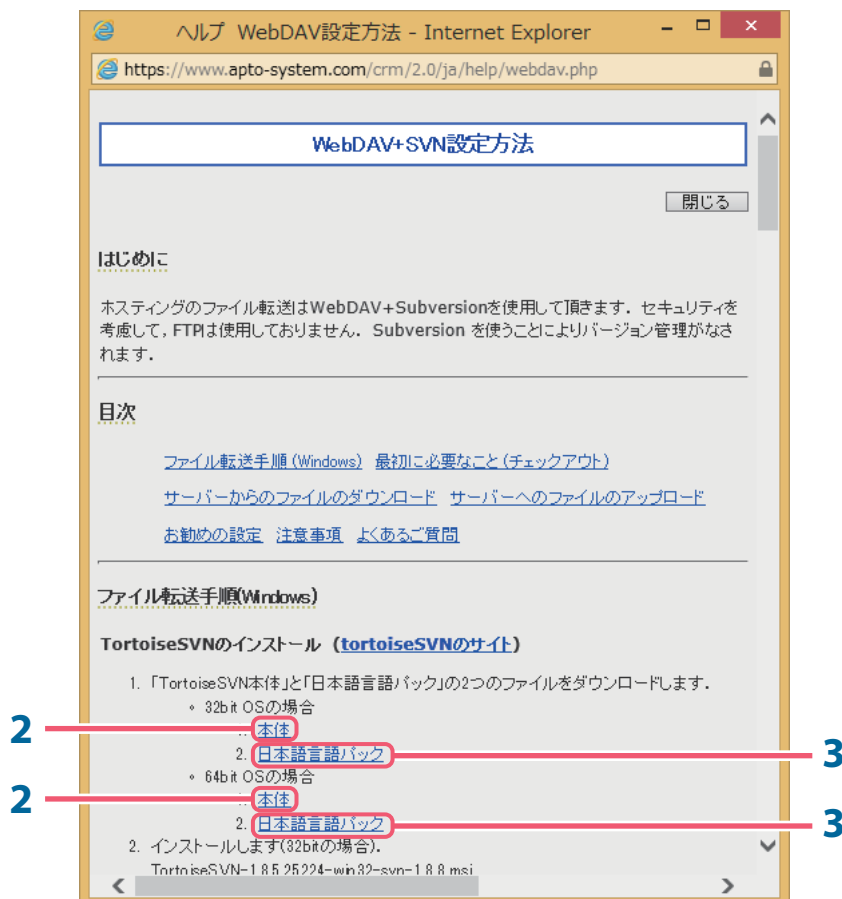 ヘルプ WebDAV設定方法 - Internet Explorer
https://www.apto-system.com/crm/2.0/ja/help/webdav.php
WebDAV+SVN設定方法
閉じる
はじめに
ホスティングのファイル転送はWebDAV+Subversionを使用して頂きます．セキュリティを
考慮して，FTPは使用しておりません．Subversion を使うことによりバージョン管理がなさ
れます．
目次
ファイル転送手順(Windows) 最初に必要なこと(チェックアウト)
サーバーからのファイルのダウンロード サーバーへのファイルのアップロード
お勧めの設定 注意事項 よくあるご質問
ファイル転送手順(Windows)
TortoiseSVNのインストール (tortoiseSVNのサイト)
1. 「TortoiseSVN本体」と「日本語言語パック」の2つのファイルをダウンロードします．
32bit OSの場合
2 本体
2. 日本語言語パック 3
64bit OSの場合
2 本体
2. 日本語言語パック 3
2. インストールします(32bitの場合)．
TortoiseSVN-1.8.5.25224-win32-svn-1.8.8.msi